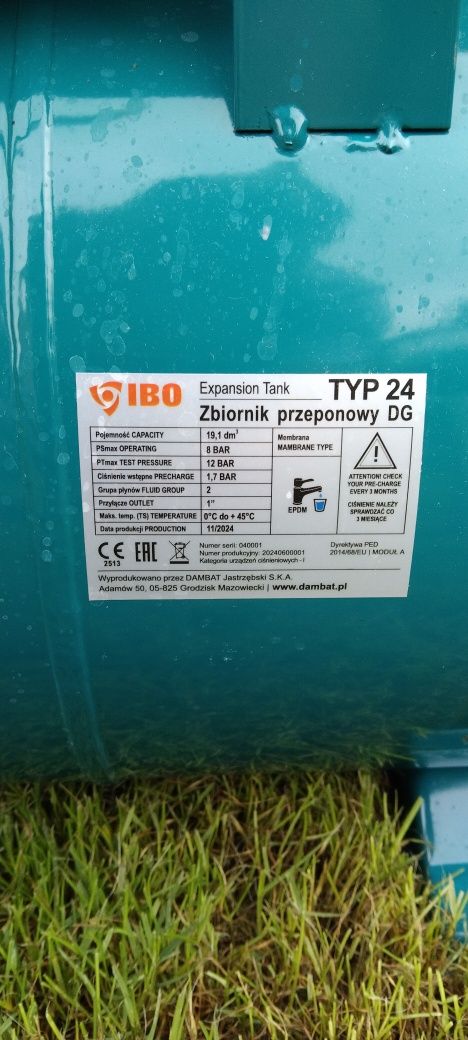 IBO Expansion Tank TYP 24
Zbiornik przeponowy DG
Pojemność CAPACITY 19,1 dm³
PSmax OPERATING 8 BAR
PTmax TEST PRESSURE 12 BAR
Ciśnienie wstępne PRECHARGE 1,7 BAR
Grupa płynów FLUID GROUP 2
Przyłącze OUTLET 1"
Maks. temp. (TS) TEMPERATURE 0°C do + 45°C
Data produkcji PRODUCTION 11/2024
Membrana
MAMBRANE TYPE
EPDM
ATTENTION! CHECK
YOUR PRE-CHARGE
EVERY 3 MONTHS
CIŚNIENIE NALEŻY
SPRAWDZAĆ CO
3 MIESIĄCE
CE EAC
2513
Numer serii: 040001
Numer produkcyjny: 20240600001
Kategoria urządzeń ciśnieniowych - I
Dyrektywa PED
2014/68/EU | MODUŁ A
Wyprodukowano przez DAMBAT Jastrzębski S.K.A.
Adamów 50, 05-825 Grodzisk Mazowiecki | www.dambat.pl